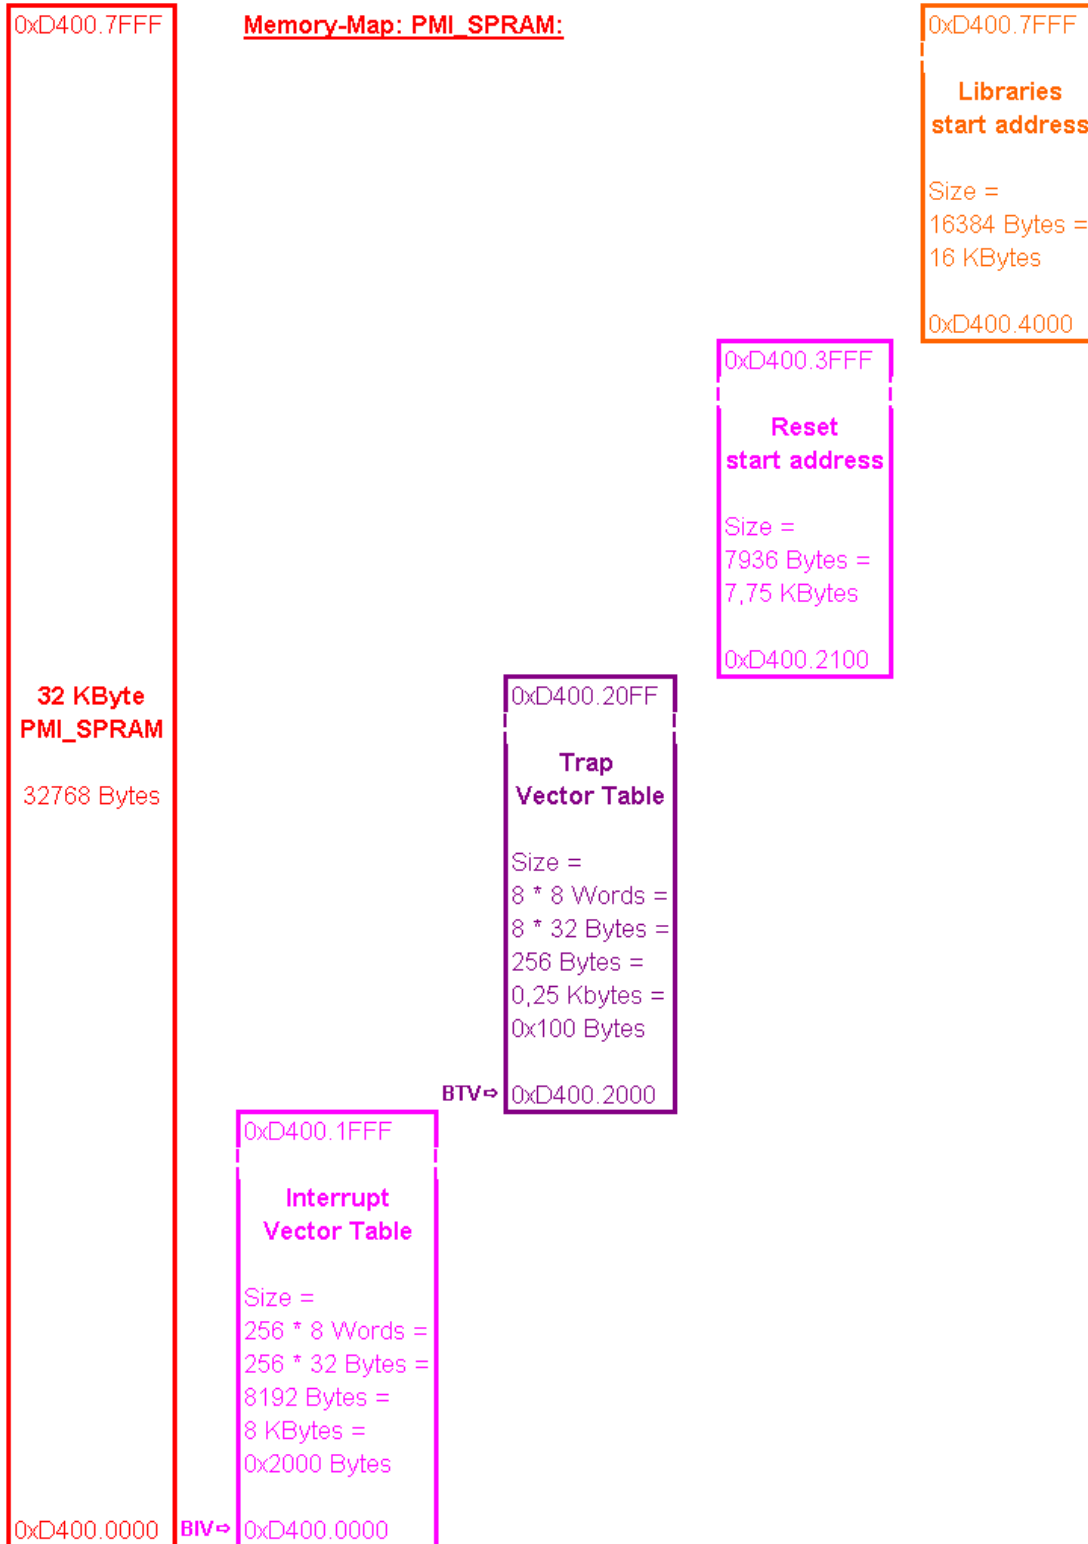 0xD400.7FFF
Memory-Map: PMI_SPRAM:
0xD400.7FFF
Libraries
start address
Size =
16384 Bytes =
16 KBytes
0xD400.4000
0xD400.3FFF
Reset
start address
Size =
7936 Bytes =
7,75 KBytes
0xD400.2100
32 KByte
PMI_SPRAM
32768 Bytes
0xD400.20FF
Trap
Vector Table
Size =
8 * 8 Words =
8 * 32 Bytes =
256 Bytes =
0,25 Kbytes =
0x100 Bytes
BTV⇨ 0xD400.2000
0xD400.1FFF
Interrupt
Vector Table
Size =
256 * 8 Words =
256 * 32 Bytes =
8192 Bytes =
8 KBytes =
0x2000 Bytes
0xD400.0000 BIV⇨ 0xD400.0000